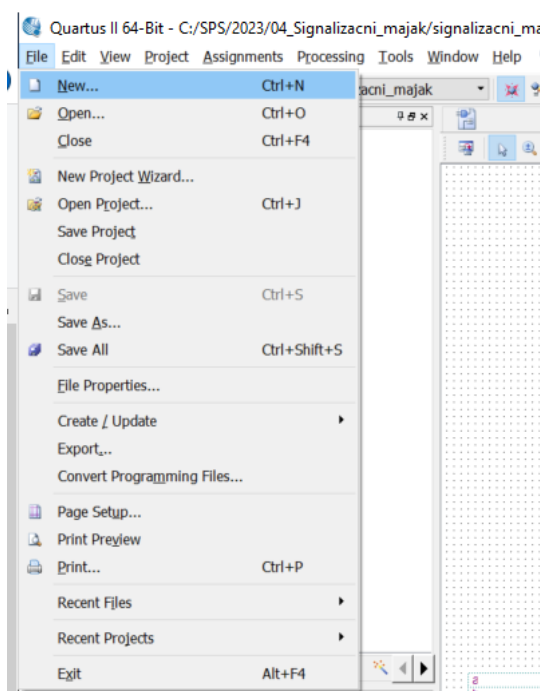 Quartus II 64-Bit - C:/SPS/2023/04_Signalizacni_majak/signalizacni_ma
File Edit View Project Assignments Processing Tools Window Help
New... Ctrl+N
acni_majak
Open... Ctrl+O
Close Ctrl+F4
New Project Wizard...
Open Project... Ctrl+J
Save Project
Close Project
Save Ctrl+S
Save As...
Save All Ctrl+Shift+S
File Properties...
Create / Update
Export...
Convert Programming Files...
Page Setup...
Print Preview
Print... Ctrl+P
Recent Files
Recent Projects
Exit Alt+F4
a